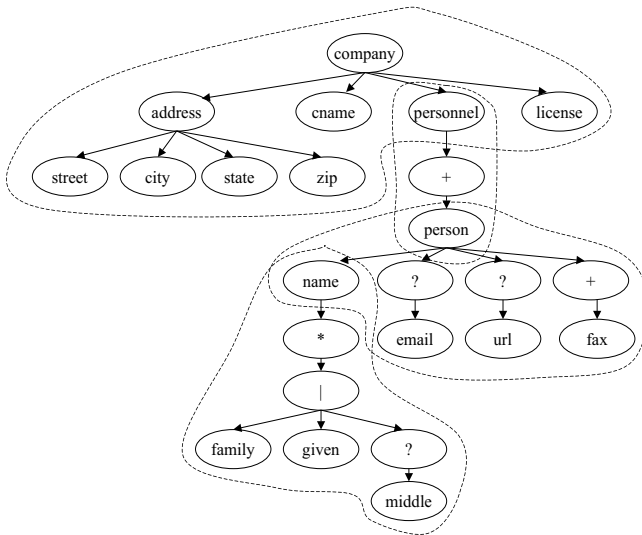 company
address cname personnel license
street city state zip +
person
name ? ? +
* email url fax
|
family given ?
middle